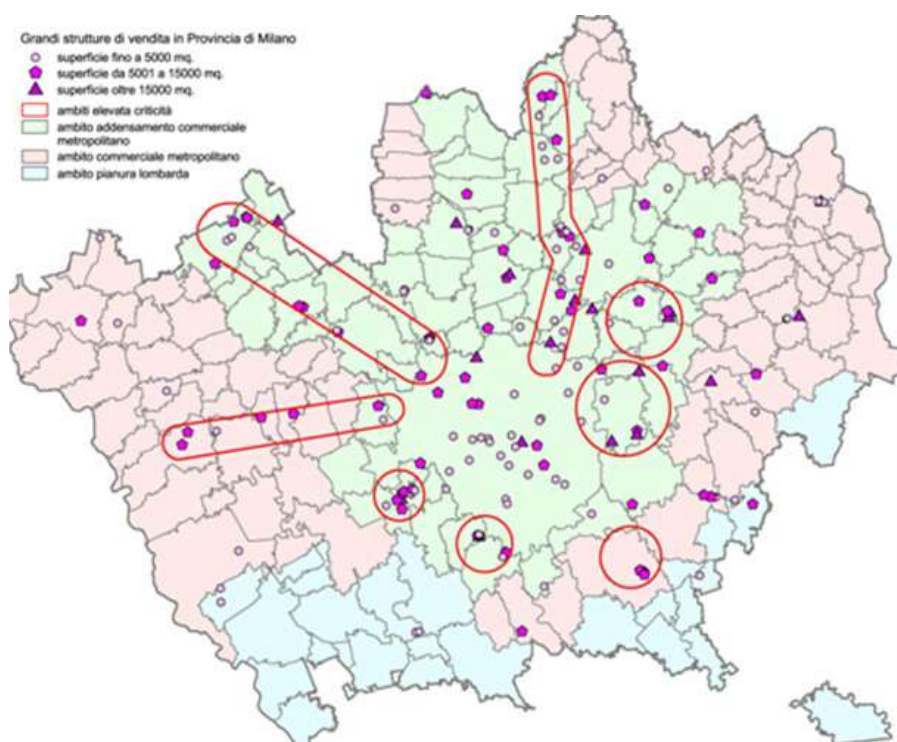 Grandi strutture di vendita in Provincia di Milano
superficie fino a 5000 mq.
superficie da 5001 a 15000 mq.
superficie oltre 15000 mq.
ambiti elevata criticità
ambito addensamento commerciale
metropolitano
ambito commerciale metropolitano
ambito pianura lombarda